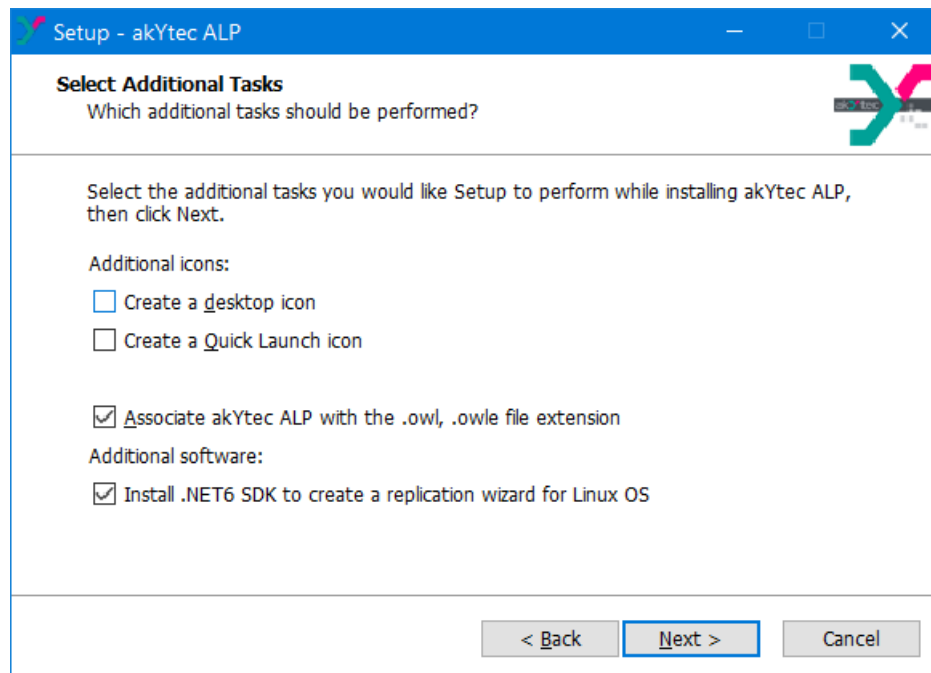 Setup - akYtec ALP
Select Additional Tasks
Which additional tasks should be performed?
akYtec
Select the additional tasks you would like Setup to perform while installing akYtec ALP,
then click Next.
Additional icons:
Create a desktop icon
Create a Quick Launch icon
Associate akYtec ALP with the .owl, .owle file extension
Additional software:
Install .NET6 SDK to create a replication wizard for Linux OS
< Back
Next >
Cancel